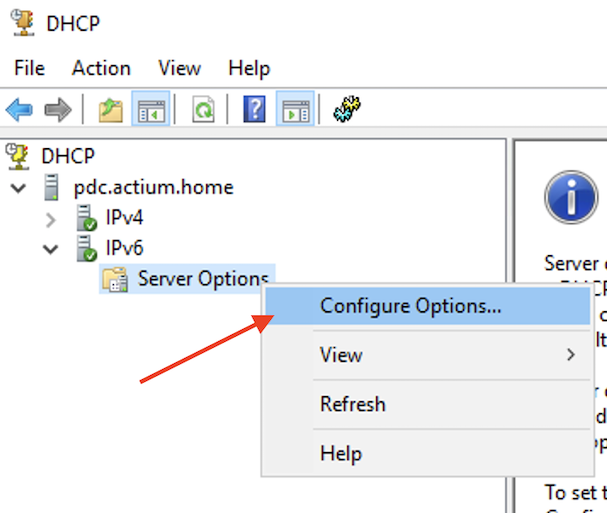 DHCP
File Action View Help
DHCP
pdc.actium.home
IPv4
IPv6
Server Options
Configure Options...
View
Refresh
Help
Server
To set t